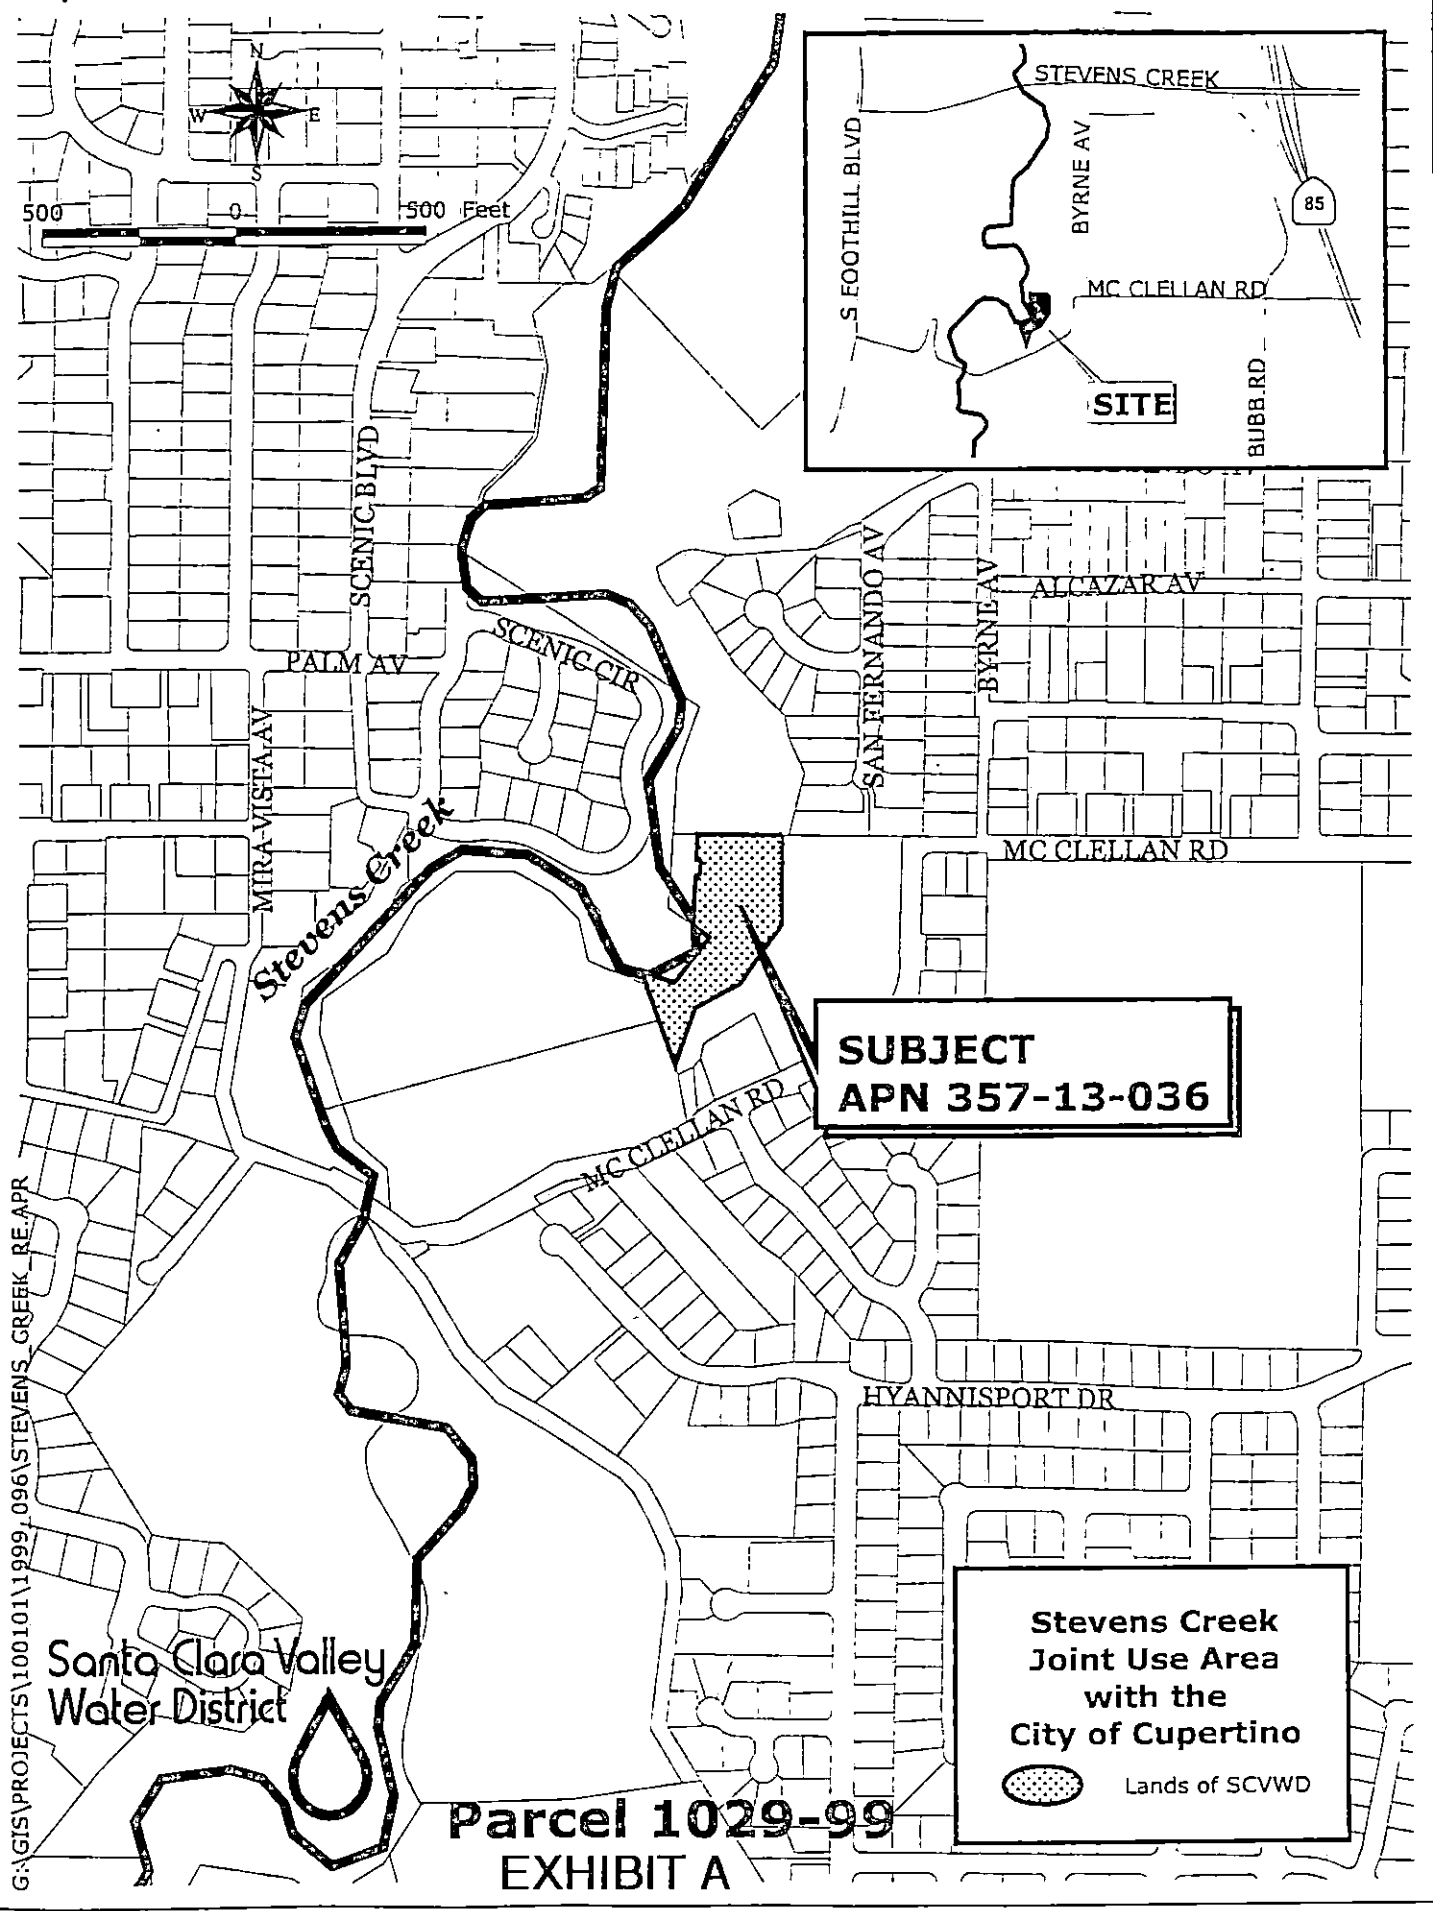 N
W E
S
500 0 500 Feet
STEVENS CREEK
S FOOTHILL BLVD
BYRNE AV
85
MC CLELLAN RD
SITE
BUBB RD
SCENIC BLVD
SCENIC CIR
PALM AV
MIRA VISTA AV
Stevens Creek
SAN FERNANDO AV
BYRNE AV
ALCAZAR AV
MC CLELLAN RD
SUBJECT
APN 357-13-036
MC CLELLAN RD
HYANNISPORT DR
G:\GIS\PROJECTS\100101\1999_096\STEVENS_GREEK_RE.APR
Santa Clara Valley
Water District
Stevens Creek
Joint Use Area
with the
City of Cupertino
Lands of SCVWD
Parcel 1029-99
EXHIBIT A